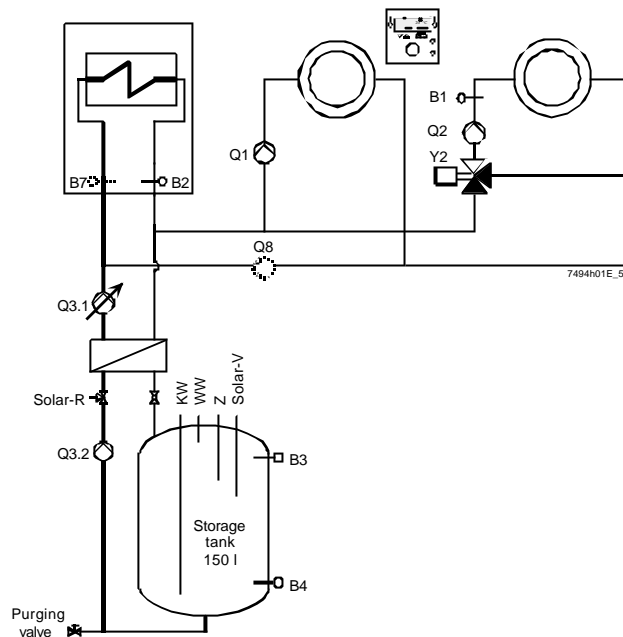 B1
Q1
Q2
Y2
B7
B2
Q8
7494h01E_5
Q3.1
KW
WW
Z
Solar-V
Solar-R
Q3.2
B3
Storage
tank
150 l
B4
Purging
valve